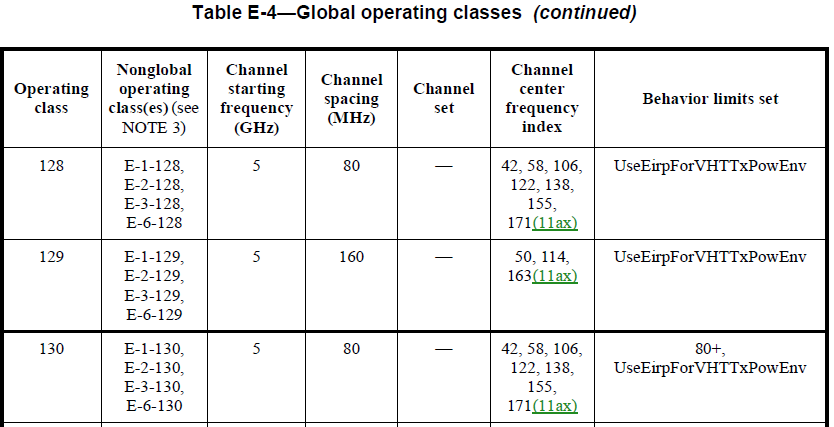 Table E-4—Global operating classes (continued)
Operating
class
Nonglobal
operating
class(es) (see
NOTE 3)
Channel
starting
frequency
(GHz)
Channel
spacing
(MHz)
Channel
set
Channel
center
frequency
index
Behavior limits set
128
E-1-128,
E-2-128,
E-3-128,
E-6-128
5
80
—
42, 58, 106,
122, 138,
155,
171(11ax)
UseEirpForVHTTxPowEnv
129
E-1-129,
E-2-129,
E-3-129,
E-6-129
5
160
—
50, 114,
163(11ax)
UseEirpForVHTTxPowEnv
130
E-1-130,
E-2-130,
E-3-130,
E-6-130
5
80
—
42, 58, 106,
122, 138,
155,
171(11ax)
80+,
UseEirpForVHTTxPowEnv